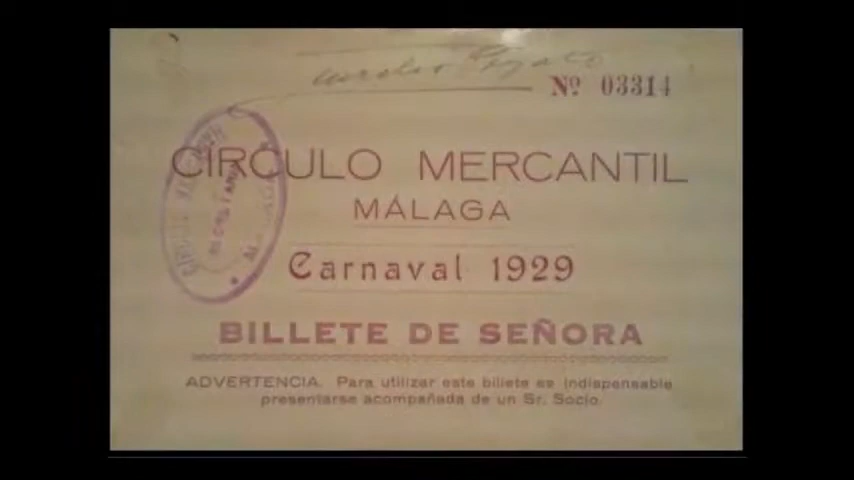 Nº 03314
CIRCULO MERCANTIL
MÁLAGA
Carnaval 1929
BILLETE DE SEÑORA
ADVERTENCIA. Para utilizar este billete es indispensable
presentarse acompañada de un Sr. Socio.